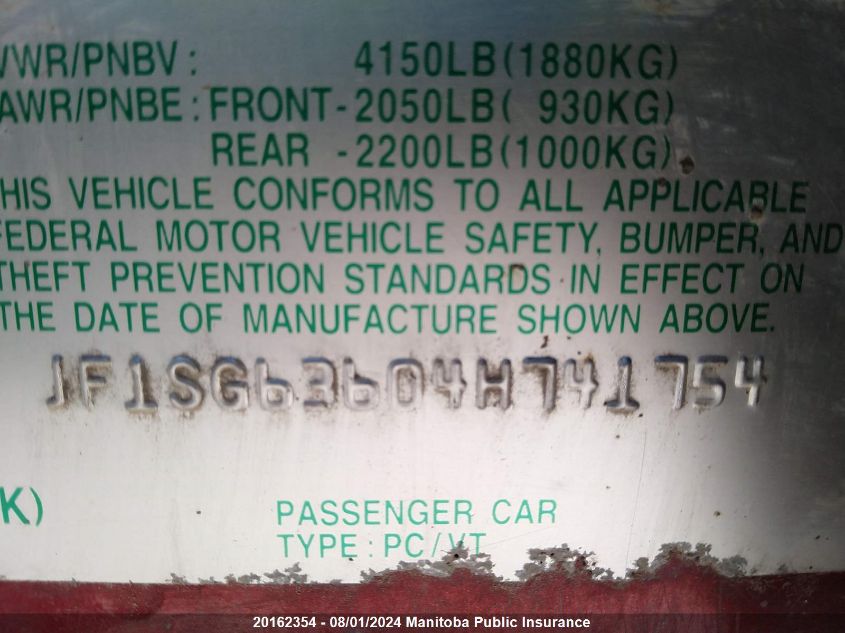 VWR/PNBV: 4150LB(1880KG)
AWR/PNBE: FRONT-2050LB( 930KG)
REAR -2200LB(1000KG)
HIS VEHICLE CONFORMS TO ALL APPLICABLE
FEDERAL MOTOR VEHICLE SAFETY, BUMPER, AND
THEFT PREVENTION STANDARDS IN EFFECT ON
THE DATE OF MANUFACTURE SHOWN ABOVE.
JF1SG63604H741754
K)
PASSENGER CAR
TYPE: PC/VT
20162354 - 08/01/2024 Manitoba Public Insurance